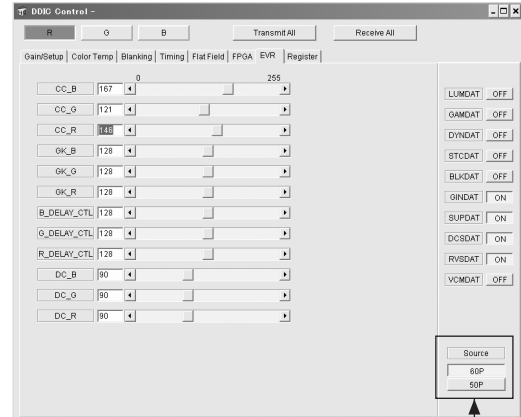 DDIC Control -
R G B Transmit All Receive All
Gain/Setup Color Temp Blanking Timing Flat Field FPGA EVR Register
0 255
CC_B 167
CC_G 121
CC_R 146
GK_B 128
GK_G 128
GK_R 128
B_DELAY_CTL 128
G_DELAY_CTL 128
R_DELAY_CTL 128
DC_B 90
DC_G 90
DC_R 90
LUMDAT OFF
GAMDAT OFF
DYNDAT OFF
STCDAT OFF
BLKDAT OFF
GINDAT ON
SUPDAT ON
DCSDAT ON
RVSDAT ON
VCMDAT OFF
Source
60P
50P